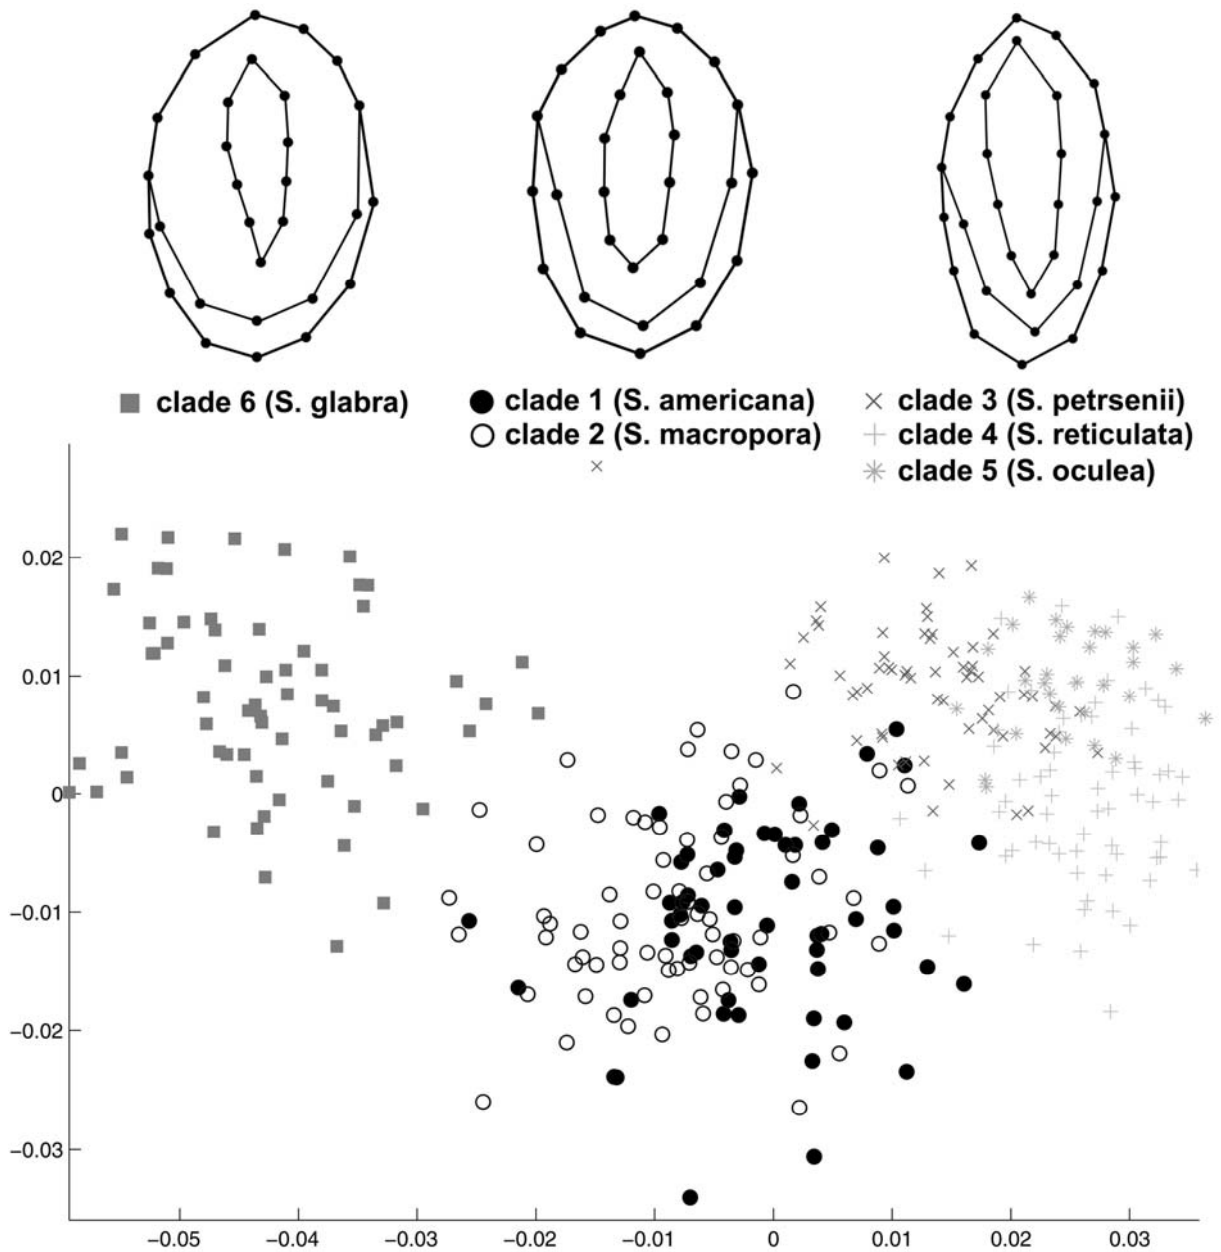 clade 6 (S. glabra)
clade 1 (S. americana)
clade 2 (S. macropora)
clade 3 (S. petrsenii)
clade 4 (S. reticulata)
clade 5 (S. oculea)
0.02
0.01
0
−0.01
−0.02
−0.03
−0.05 −0.04 −0.03 −0.02 −0.01 0 0.01 0.02 0.03